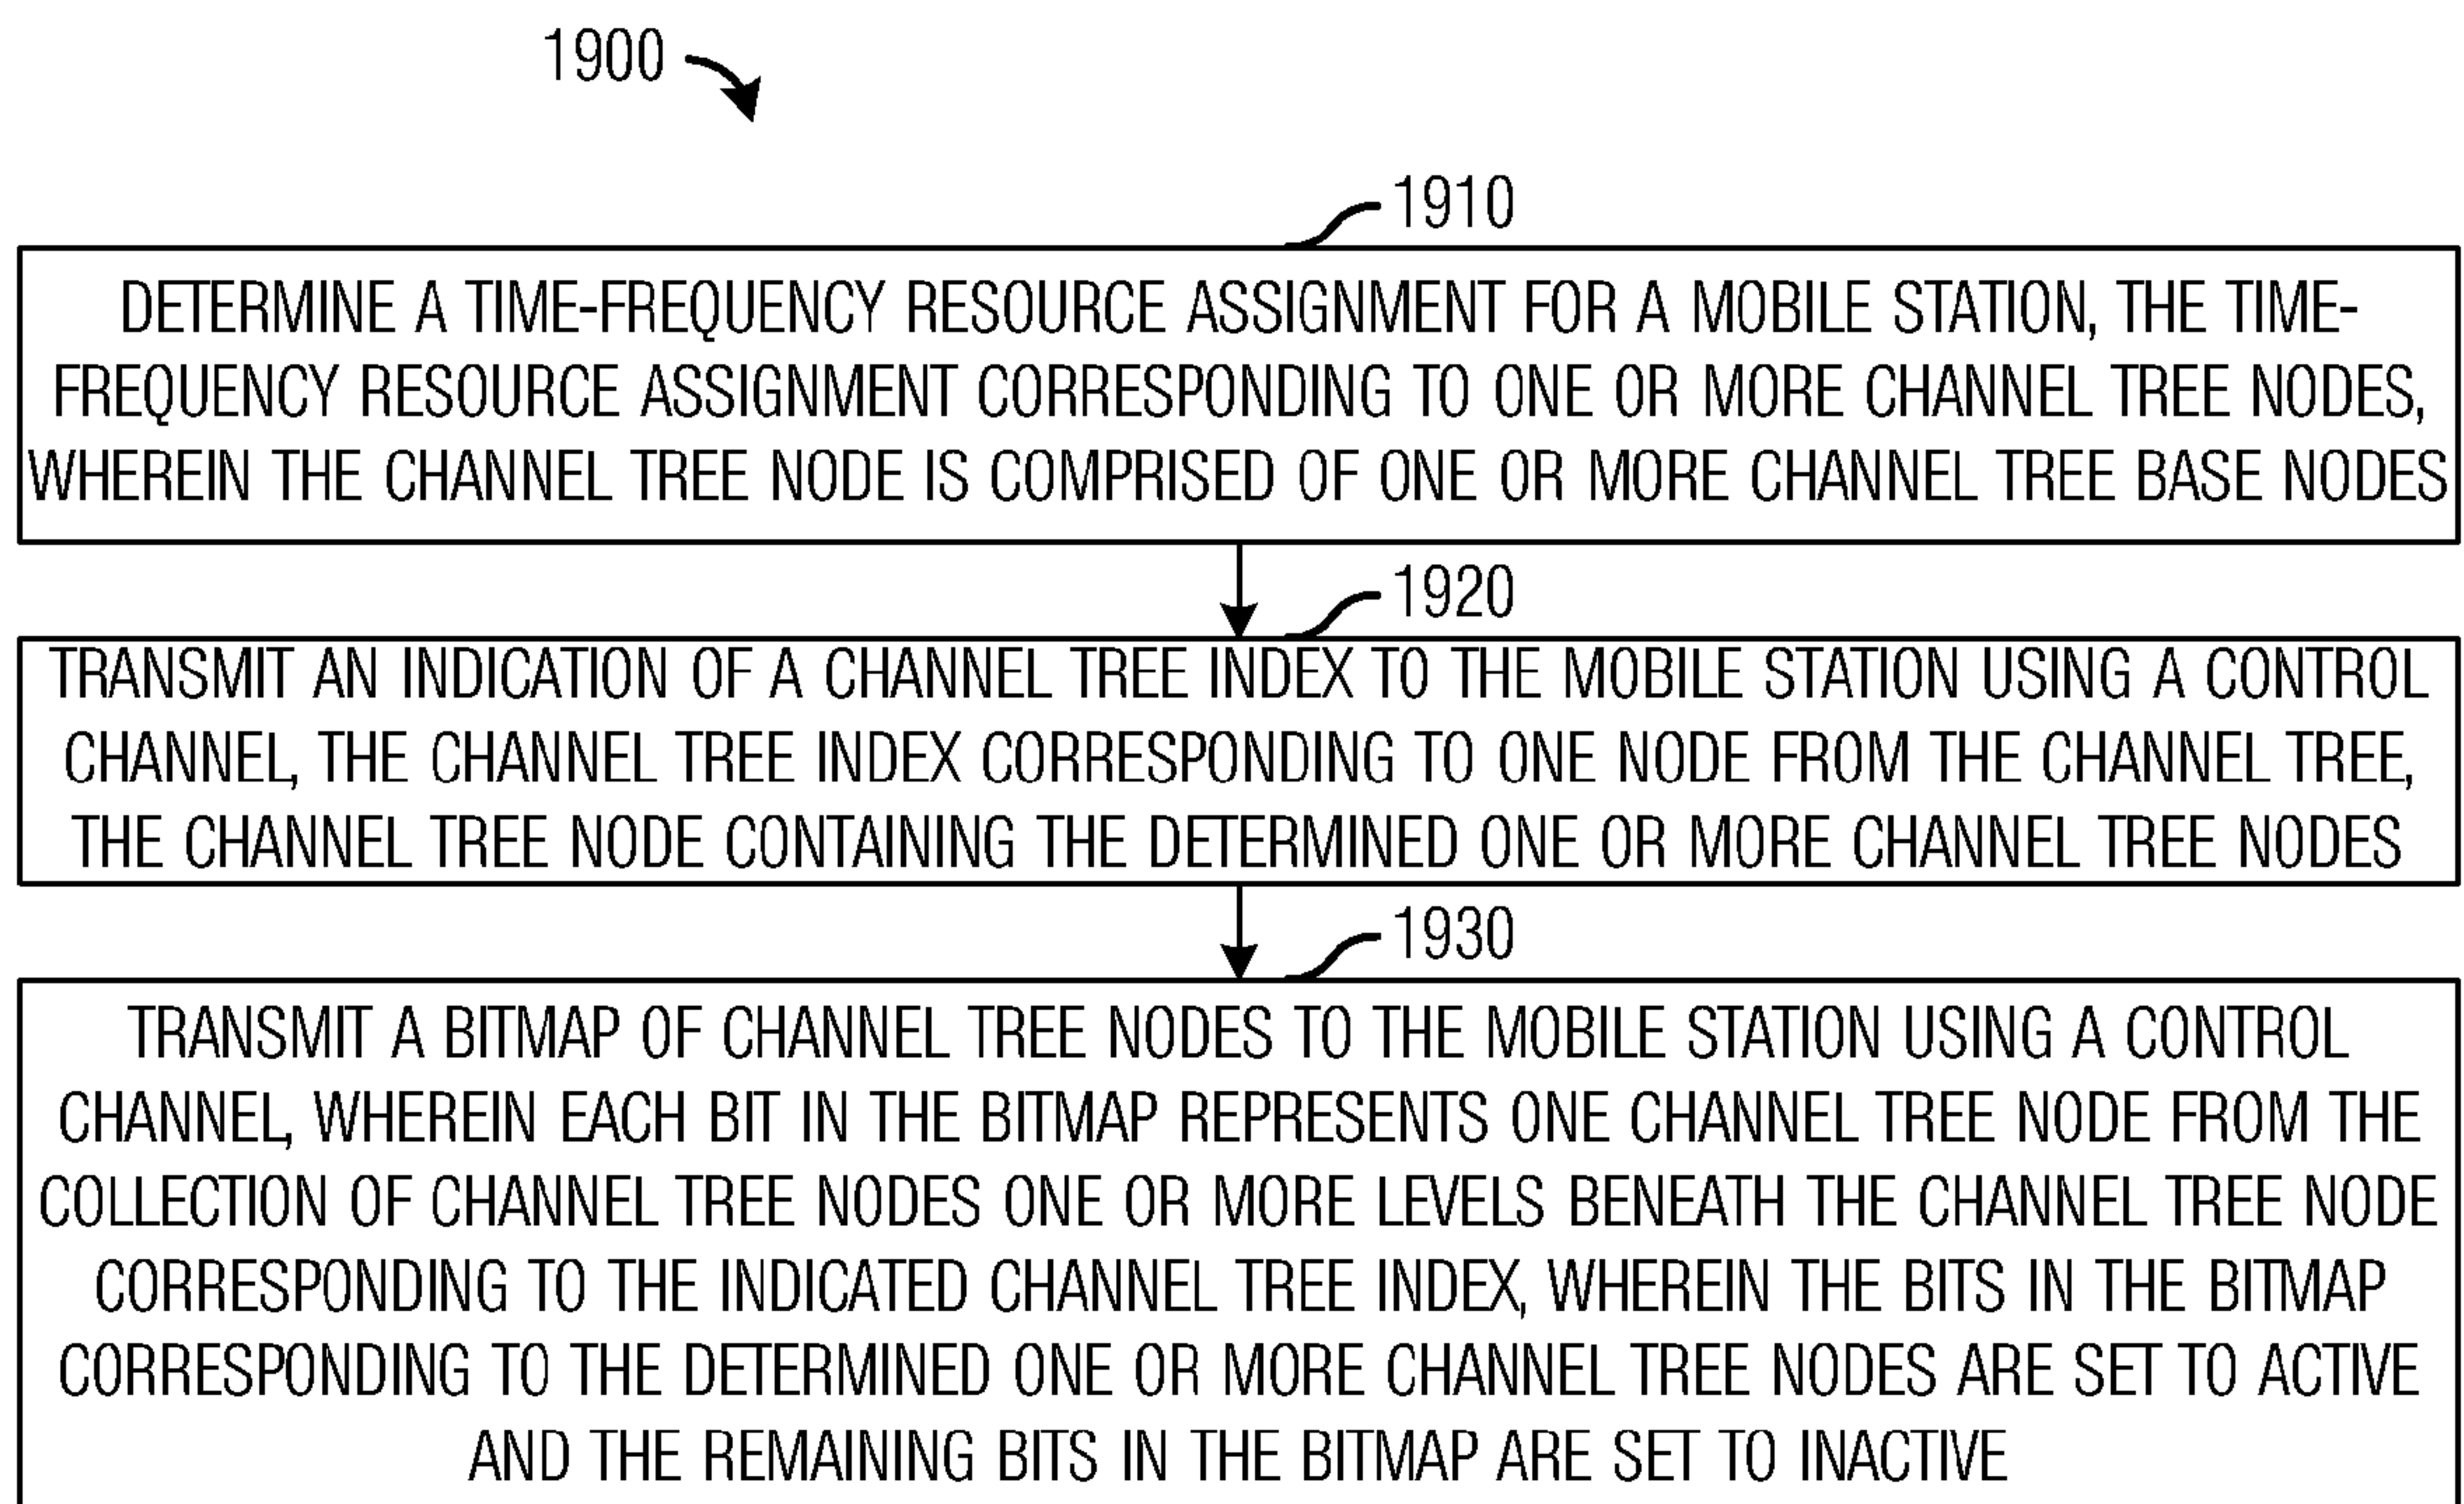 1900
1910
DETERMINE A TIME-FREQUENCY RESOURCE ASSIGNMENT FOR A MOBILE STATION, THE TIME-
FREQUENCY RESOURCE ASSIGNMENT CORRESPONDING TO ONE OR MORE CHANNEL TREE NODES,
WHEREIN THE CHANNEL TREE NODE IS COMPRISED OF ONE OR MORE CHANNEL TREE BASE NODES
1920
TRANSMIT AN INDICATION OF A CHANNEL TREE INDEX TO THE MOBILE STATION USING A CONTROL
CHANNEL, THE CHANNEL TREE INDEX CORRESPONDING TO ONE NODE FROM THE CHANNEL TREE,
THE CHANNEL TREE NODE CONTAINING THE DETERMINED ONE OR MORE CHANNEL TREE NODES
1930
TRANSMIT A BITMAP OF CHANNEL TREE NODES TO THE MOBILE STATION USING A CONTROL
CHANNEL, WHEREIN EACH BIT IN THE BITMAP REPRESENTS ONE CHANNEL TREE NODE FROM THE
COLLECTION OF CHANNEL TREE NODES ONE OR MORE LEVELS BENEATH THE CHANNEL TREE NODE
CORRESPONDING TO THE INDICATED CHANNEL TREE INDEX, WHEREIN THE BITS IN THE BITMAP
CORRESPONDING TO THE DETERMINED ONE OR MORE CHANNEL TREE NODES ARE SET TO ACTIVE
AND THE REMAINING BITS IN THE BITMAP ARE SET TO INACTIVE